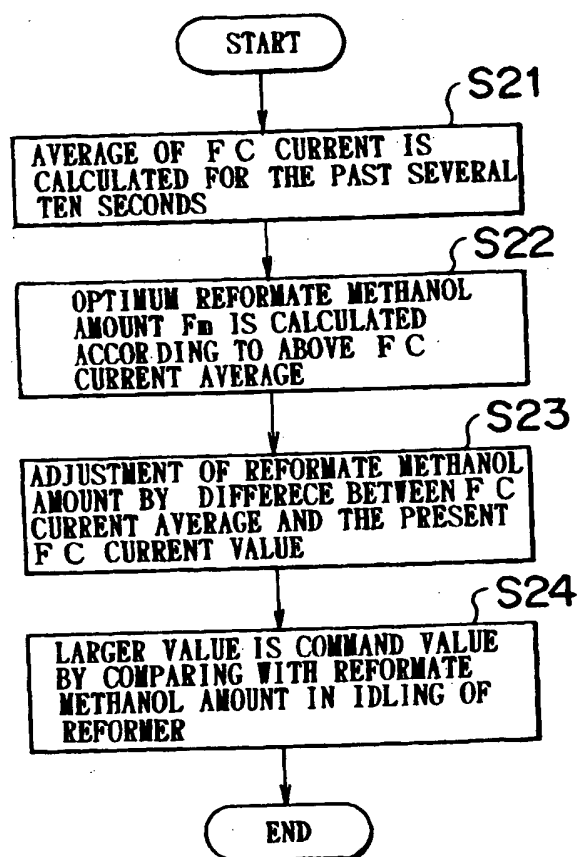 START
S21
AVERAGE OF F C CURRENT IS
CALCULATED FOR THE PAST SEVERAL
TEN SECONDS
S22
OPTIMUM REFORMATE METHANOL
AMOUNT Fm IS CALCULATED
ACCORDING TO ABOVE F C
CURRENT AVERAGE
S23
ADJUSTMENT OF REFORMATE METHANOL
AMOUNT BY DIFFERECE BETWEEN F C
CURRENT AVERAGE AND THE PRESENT
F C CURRENT VALUE
S24
LARGER VALUE IS COMMAND VALUE
BY COMPARING WITH REFORMATE
METHANOL AMOUNT IN IDLING OF
REFORMER
END